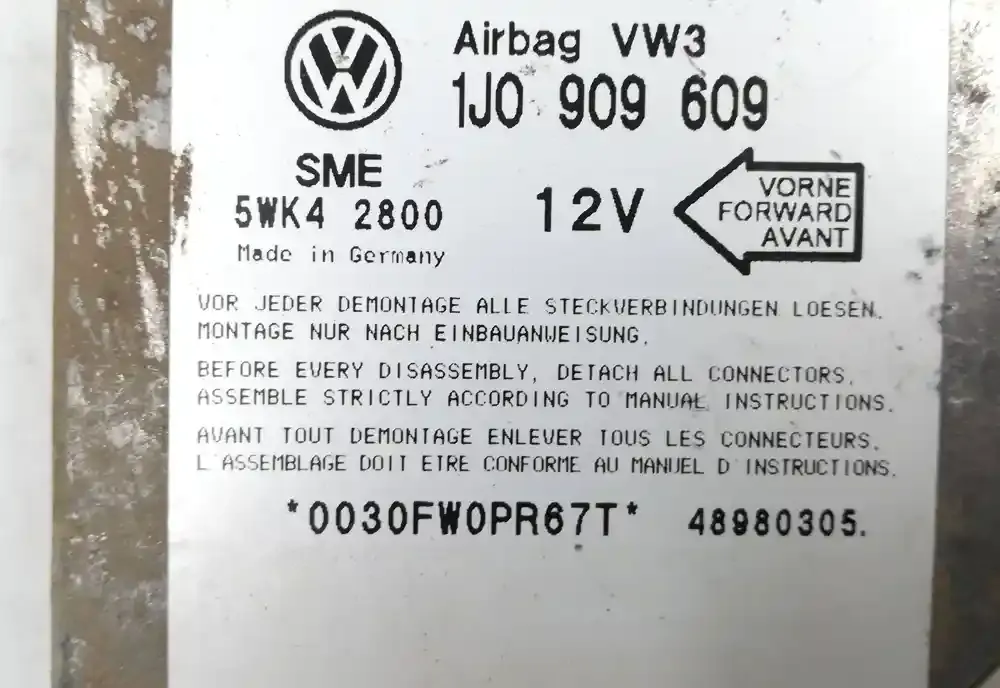 Airbag VW3
1J0 909 609
SME
5WK4 2800
12V
Made in Germany
VORNE
FORWARD
AVANT
VOR JEDER DEMONTAGE ALLE STECKVERBINDUNGEN LOESEN.
MONTAGE NUR NACH EINBAUANWEISUNG.
BEFORE EVERY DISASSEMBLY, DETACH ALL CONNECTORS.
ASSEMBLE STRICTLY ACCORDING TO MANUAL INSTRUCTIONS.
AVANT TOUT DEMONTAGE ENLEVER TOUS LES CONNECTEURS.
L'ASSEMBLAGE DOIT ETRE CONFORME AU MANUEL D'INSTRUCTIONS.
*0030FW0PR67T* 48980305.